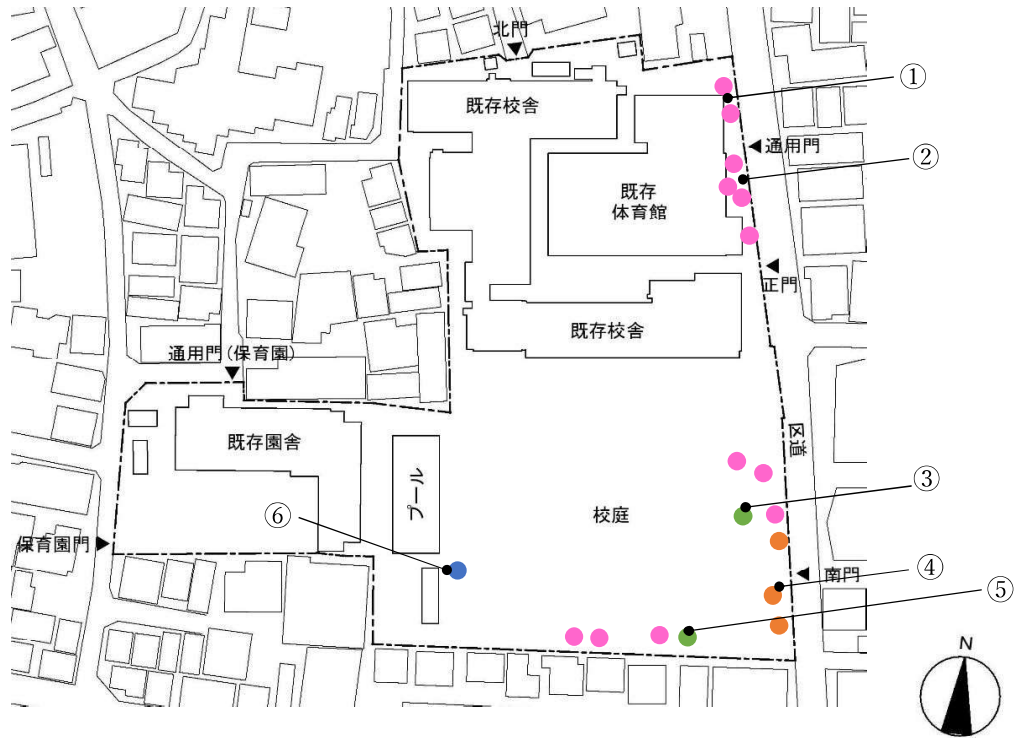 北門
①
既存校舎
通用門
②
既存
体育館
正門
既存校舎
通用門(保育園)
区道
既存園舎
プール
③
校庭
⑥
保育園門
南門
④
⑤
N